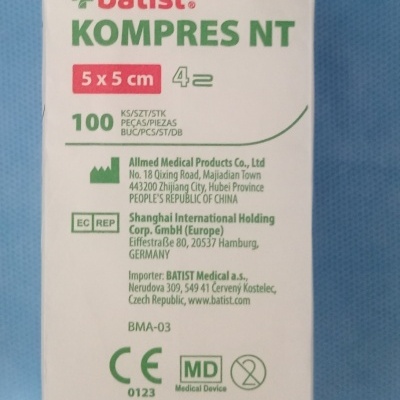 batist®
KOMPRES NT
5 x 5 cm 4
100 KS/SZT/STK
PEÇAS/PIEZAS
BUC/PCS/ST/DB
Allmed Medical Products Co., Ltd
No. 18 Qixing Road, Majiadian Town
443200 Zhijiang City, Hubei Province
PEOPLE'S REPUBLIC OF CHINA
EC REP
Shanghai International Holding
Corp. GmbH (Europe)
Eiffestraße 80, 20537 Hamburg,
GERMANY
Importer: BATIST Medical a.s.,
Nerudova 309, 549 41 Červený Kostelec,
Czech Republic, www.batist.com
BMA-03
CE
0123
MD
Medical Device
2